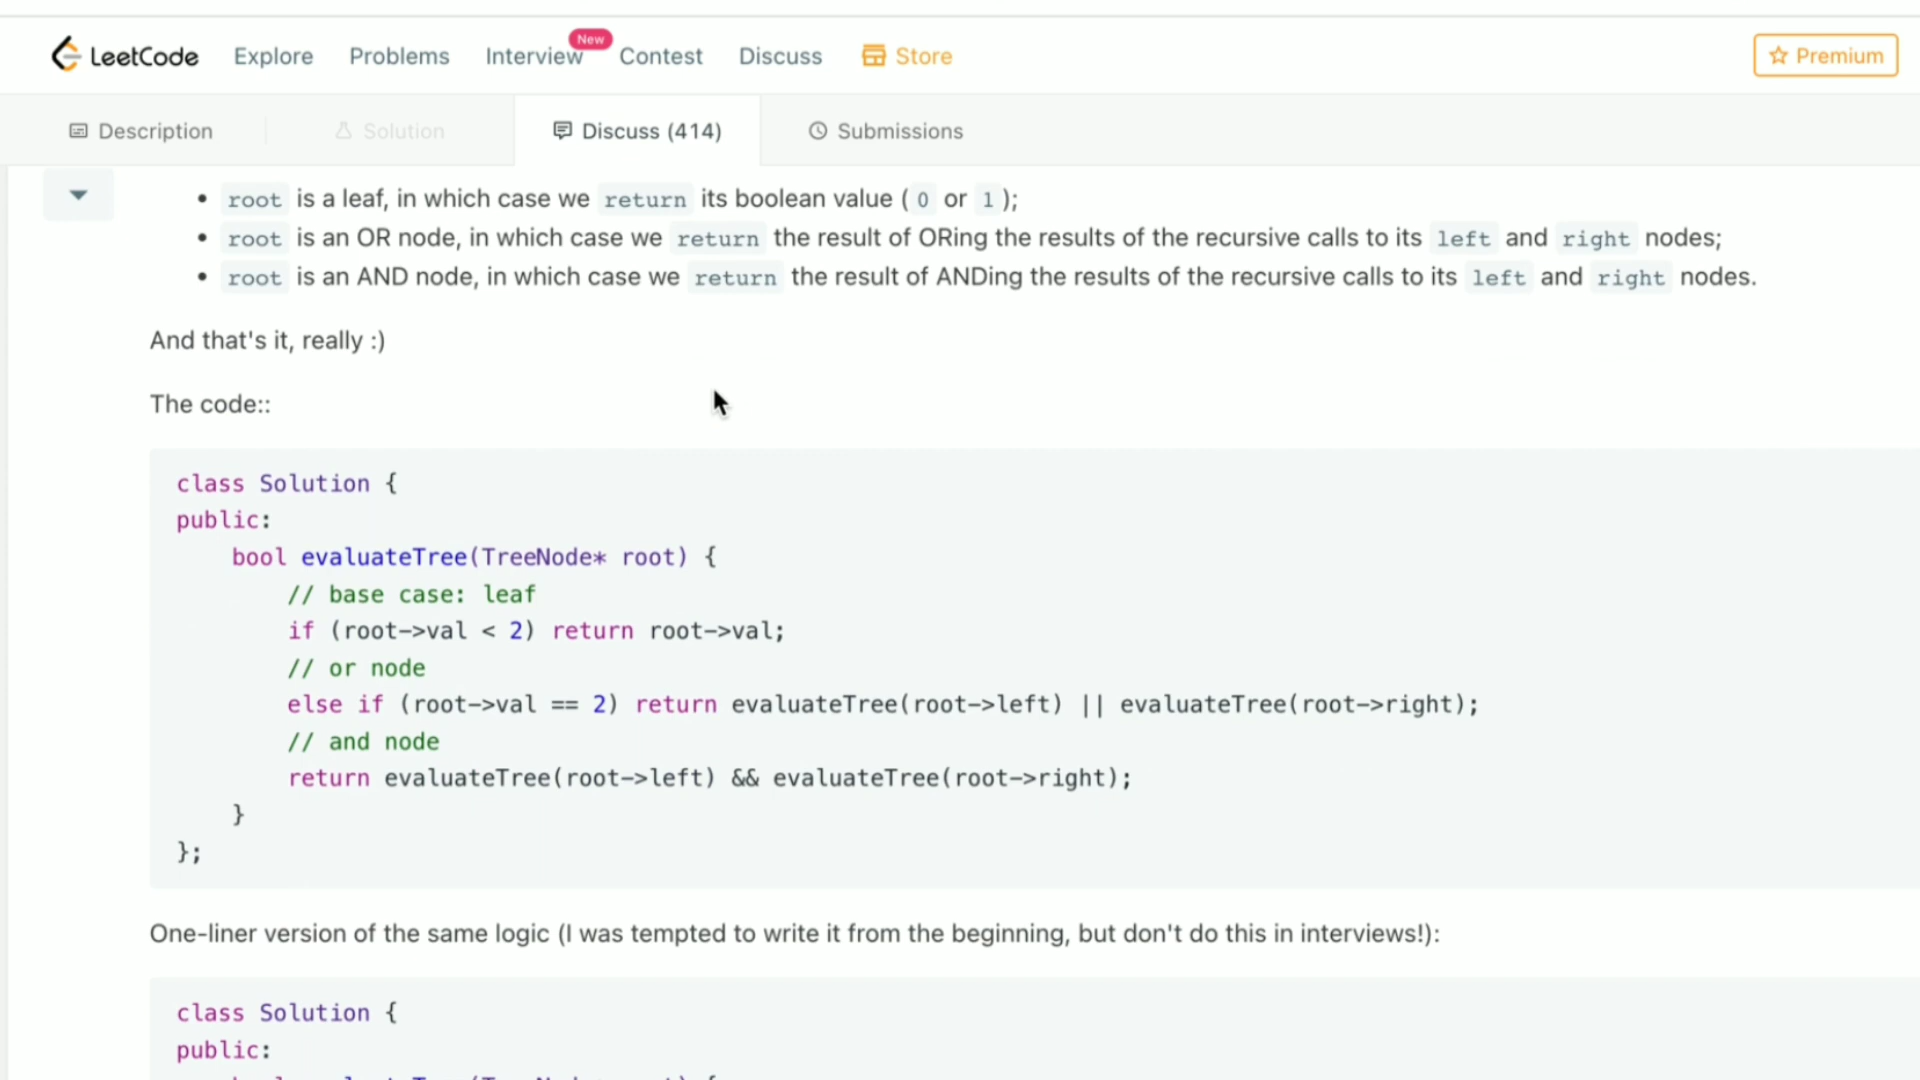 LeetCode Explore Problems Interview New Contest Discuss Store Premium
Description Solution Discuss (414) Submissions
• root is a leaf, in which case we return its boolean value ( 0 or 1 );
• root is an OR node, in which case we return the result of ORing the results of the recursive calls to its left and right nodes;
• root is an AND node, in which case we return the result of ANDing the results of the recursive calls to its left and right nodes.
And that's it, really :)
The code::
class Solution {
public:
    bool evaluateTree(TreeNode* root) {
        // base case: leaf
        if (root->val < 2) return root->val;
        // or node
        else if (root->val == 2) return evaluateTree(root->left) || evaluateTree(root->right);
        // and node
        return evaluateTree(root->left) && evaluateTree(root->right);
    }
};
One-liner version of the same logic (I was tempted to write it from the beginning, but don't do this in interviews!):
class Solution {
public: